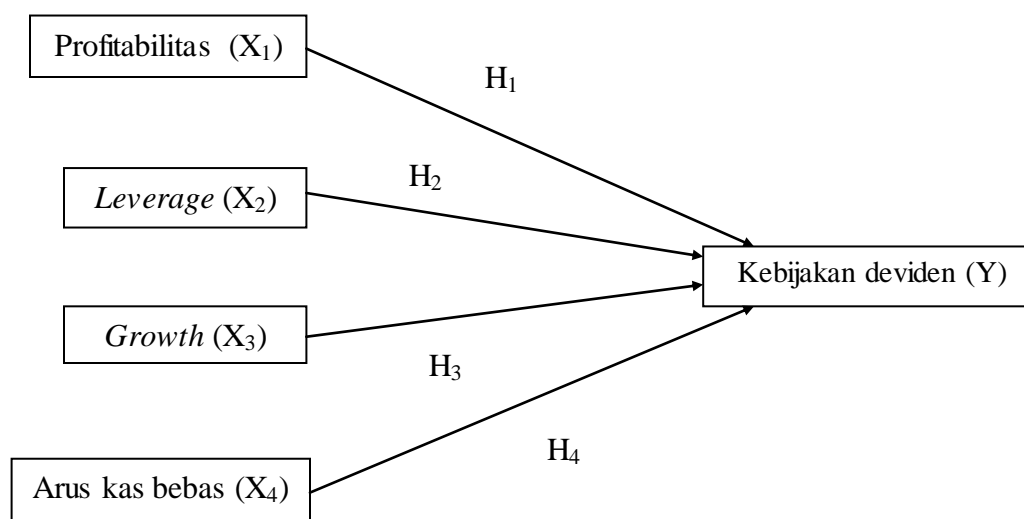 Profitabilitas (X₁)
H₁
H₂
Leverage (X₂)
Kebijakan deviden (Y)
Growth (X₃)
H₃
H₄
Arus kas bebas (X₄)